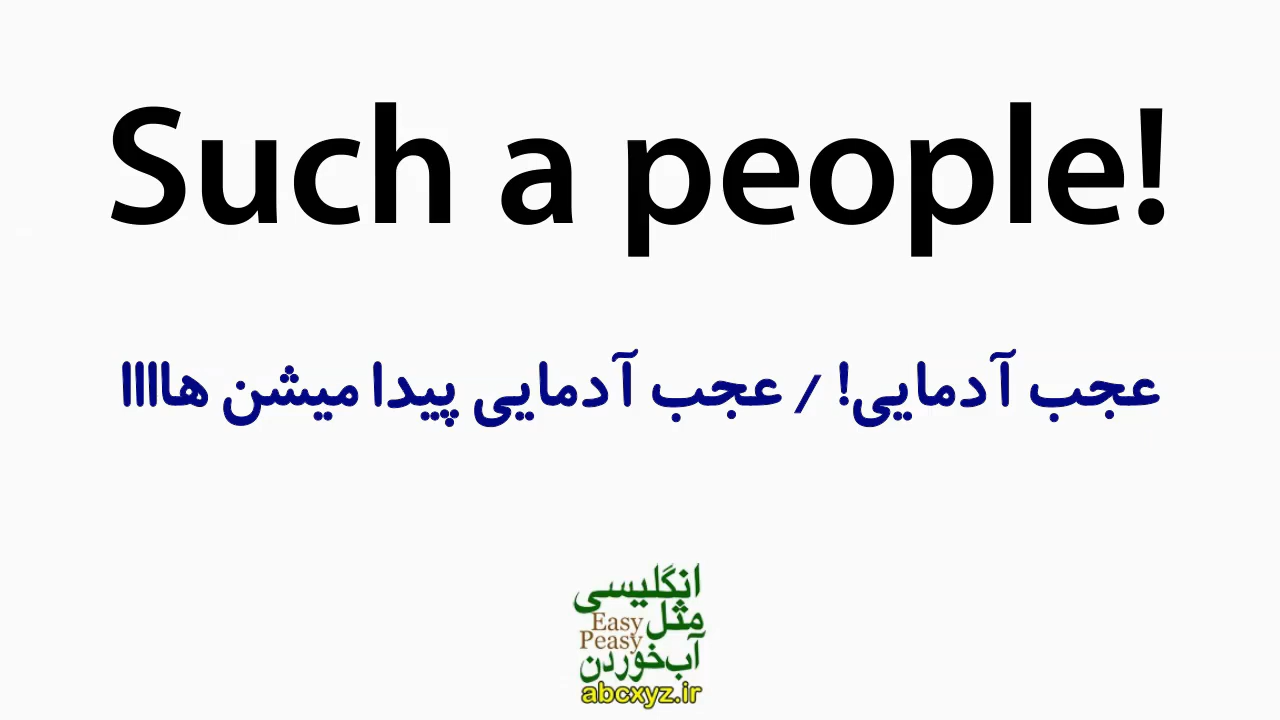 Such a people!
عجب آدمایی! / عجب آدمایی پیدا میشن هاااا
انگلیسی
مثل
Easy
Peasy
آب‌خوردن
abcxyz.ir